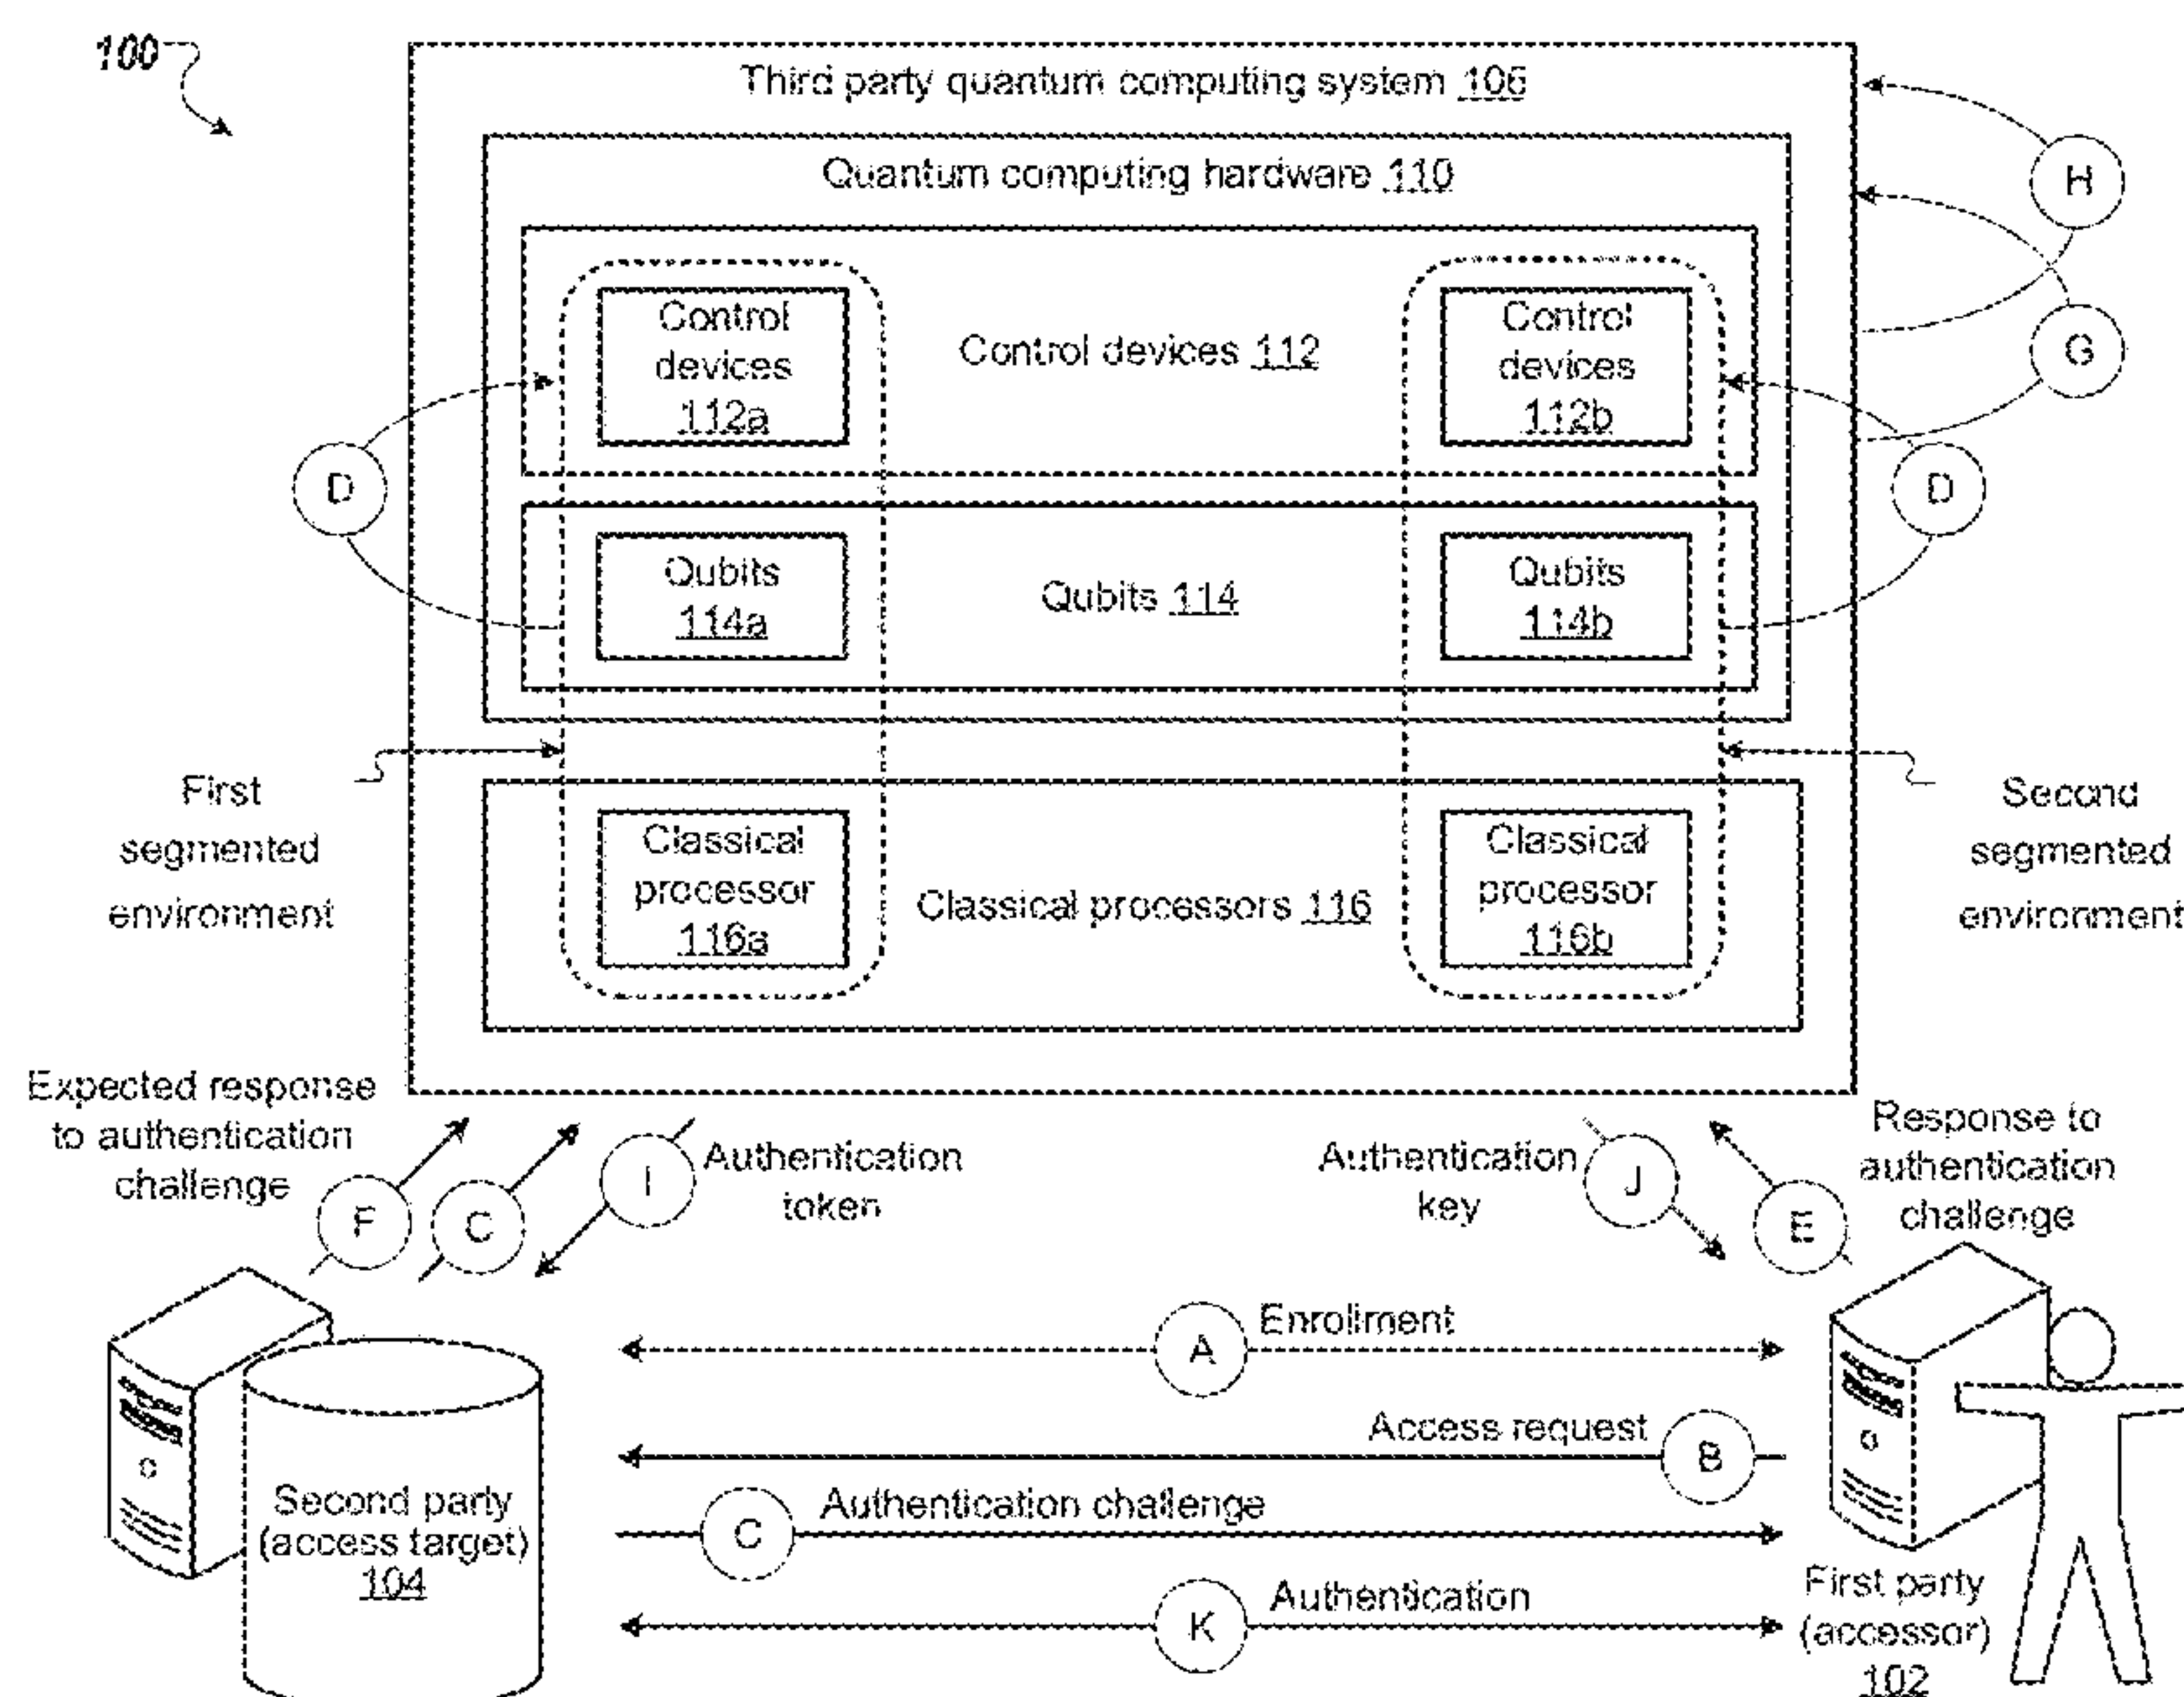 100
Third party quantum computing system 106
Quantum computing hardware 110
H
Control
devices
112a
Control devices 112
Control
devices
112b
G
D
D
Qubits
114a
Qubits 114
Qubits
114b
First
segmented
environment
Second
segmented
environment
Classical
processor
116a
Classical processors 116
Classical
processor
116b
Expected response
to authentication
challenge
F
C
I
Authentication
token
Authentication
key
J
E
Response to
authentication
challenge
A
Enrollment
Access request
B
C
Authentication challenge
K
Authentication
Second party
(access target)
104
First party
(accessor)
102